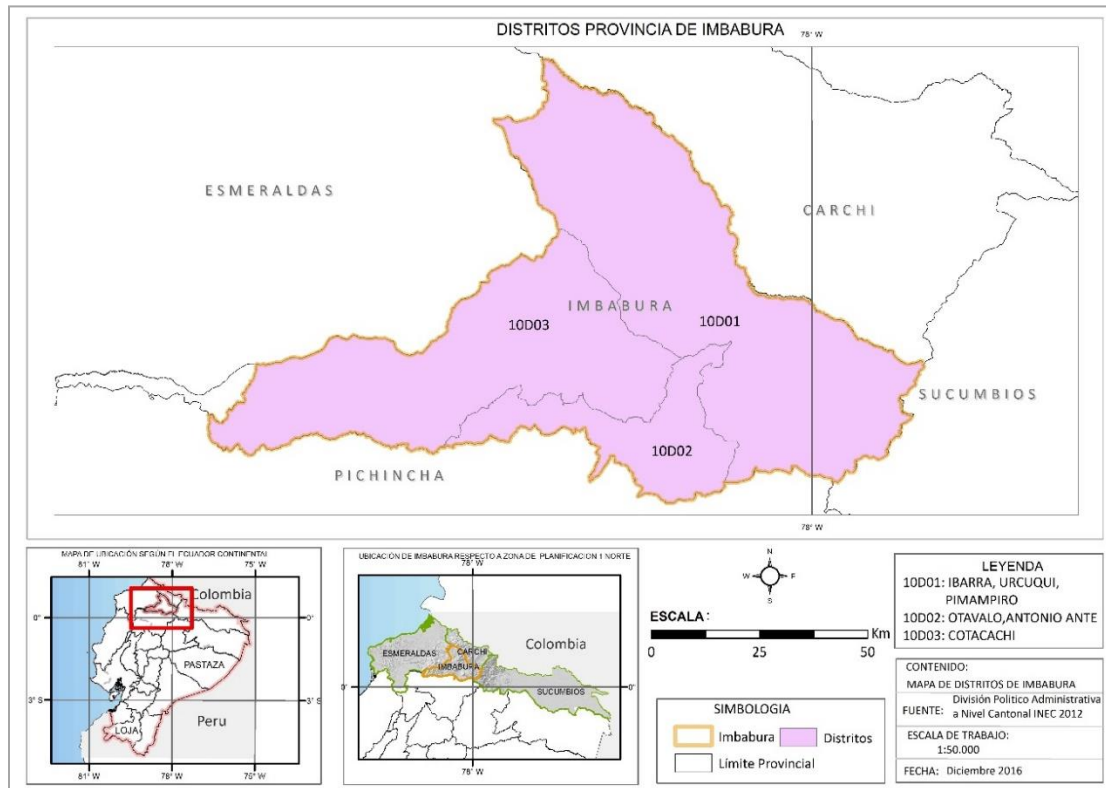 DISTRITOS PROVINCIA DE IMBABURA
78° W
ESMERALDAS
CARCHI
IMBABURA
10D03
10D01
SUCUMBIOS
10D02
PICHINCHA
78° W
MAPA DE UBICACIÓN SEGÚN EL ECUADOR CONTINENTAL
81° W
78° W
75° W
Colombia
0°
0°
PASTAZA
3° S
3° S
Peru
LOJA
81° W
78° W
75° W
UBICACIÓN DE IMBABURA RESPECTO A ZONA DE PLANIFICACION 1 NORTE
78° W
Colombia
ESMERALDAS
CARCHI
IMBABURA
SUCUMBIOS
0°
0°
78° W
N
W
E
S
ESCALA:
Km
0
25
50
SIMBOLOGIA
Imbabura
Distritos
Límite Provincial
LEYENDA
10D01: IBARRA, URCUQUI,
PIMAMPIRO
10D02: OTAVALO,ANTONIO ANTE
10D03: COTACACHI
CONTENIDO:
MAPA DE DISTRITOS DE IMBABURA
FUENTE: División Politico Administrativa
a Nivel Cantonal INEC 2012
ESCALA DE TRABAJO:
1:50.000
FECHA: Diciembre 2016